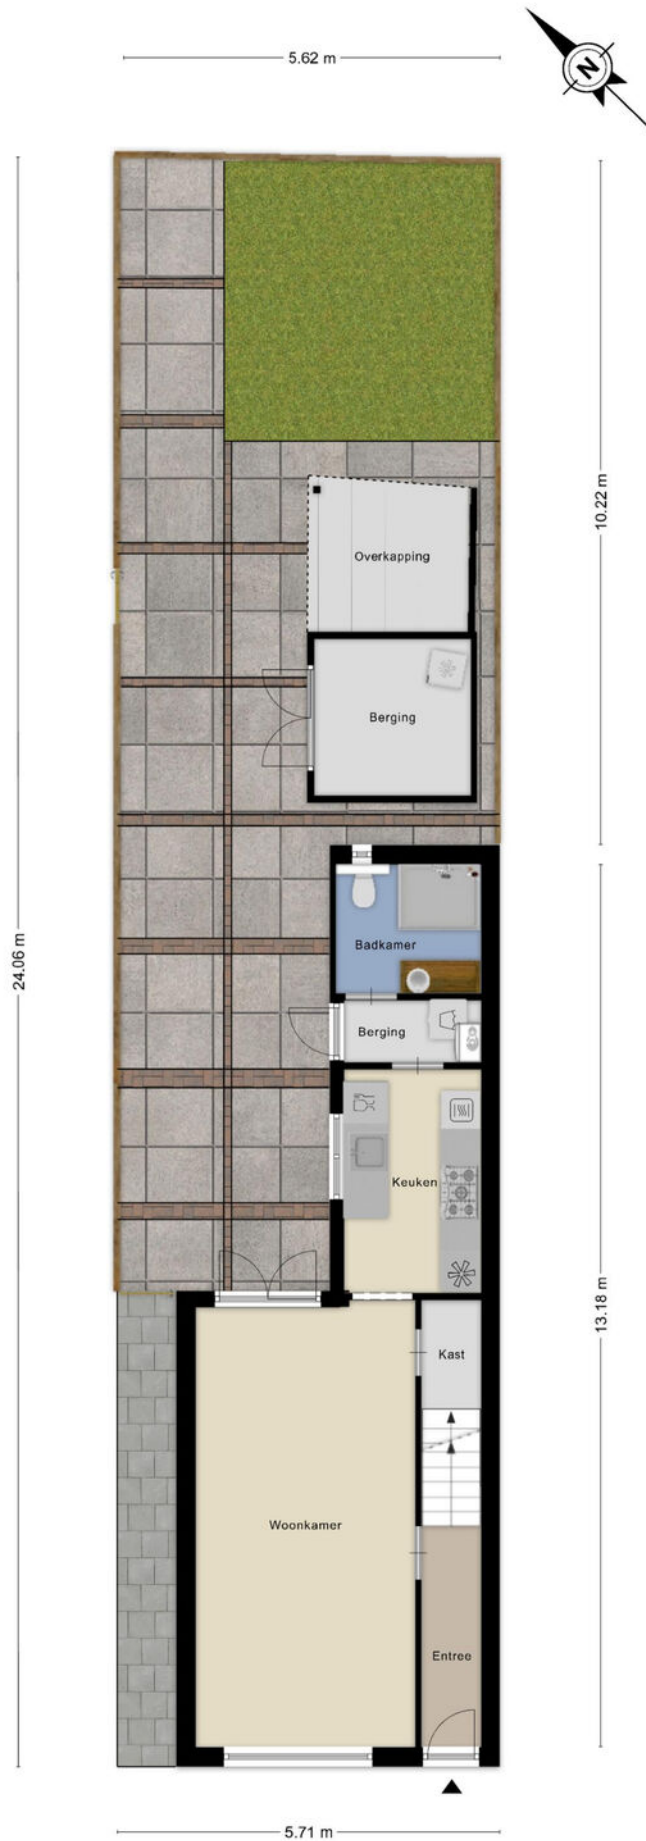 5.62 m
N
10.22 m
Overkapping
Berging
24.06 m
Badkamer
Berging
Keuken
13.18 m
Kast
Woonkamer
Entree
5.71 m